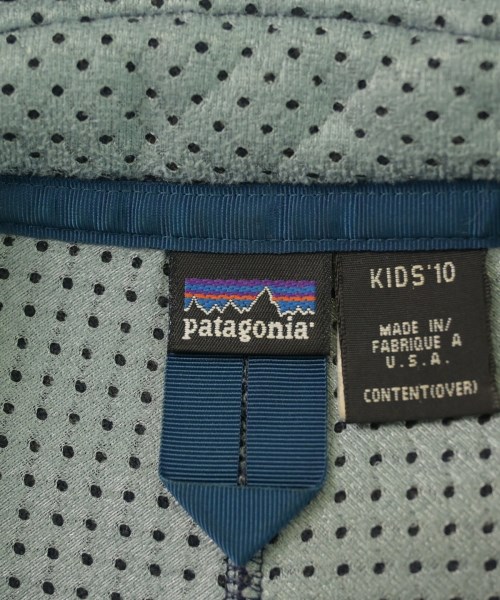 patagonia®
KIDS'10
MADE IN/
FABRIQUE A
U.S.A.
CONTENT(OVER)